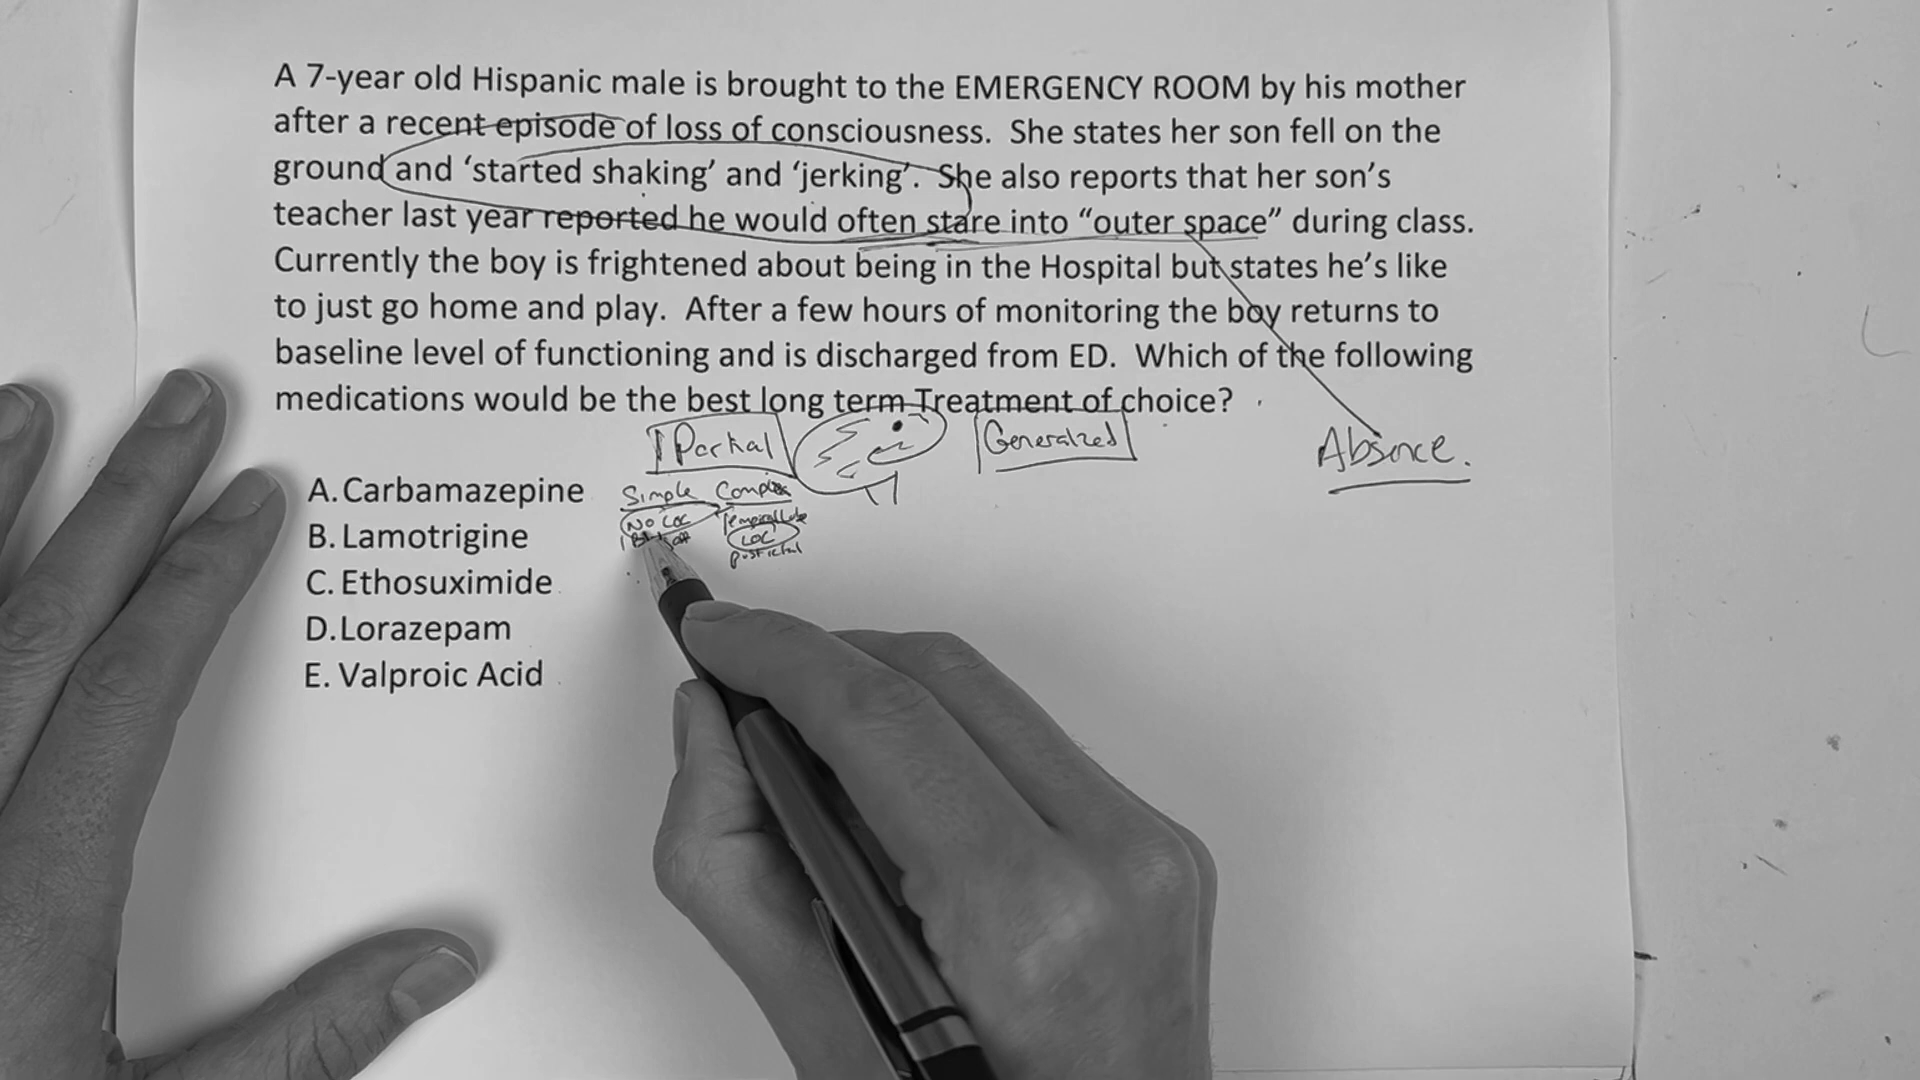 A 7-year old Hispanic male is brought to the EMERGENCY ROOM by his mother
after a recent episode of loss of consciousness. She states her son fell on the
ground and ‘started shaking’ and ‘jerking’. She also reports that her son’s
teacher last year reported he would often stare into “outer space” during class.
Currently the boy is frightened about being in the Hospital but states he’s like
to just go home and play. After a few hours of monitoring the boy returns to
baseline level of functioning and is discharged from ED. Which of the following
medications would be the best long term Treatment of choice?
Partial Generalized Absence.
A. Carbamazepine
B. Lamotrigine
C. Ethosuximide
D. Lorazepam
E. Valproic Acid
Simple Complex
No LOC Temporal Lobe
LOC
post ictal